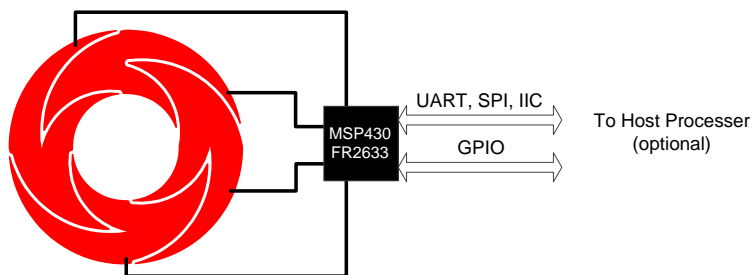 MSP430
FR2633
UART, SPI, IIC
GPIO
To Host Processer
(optional)